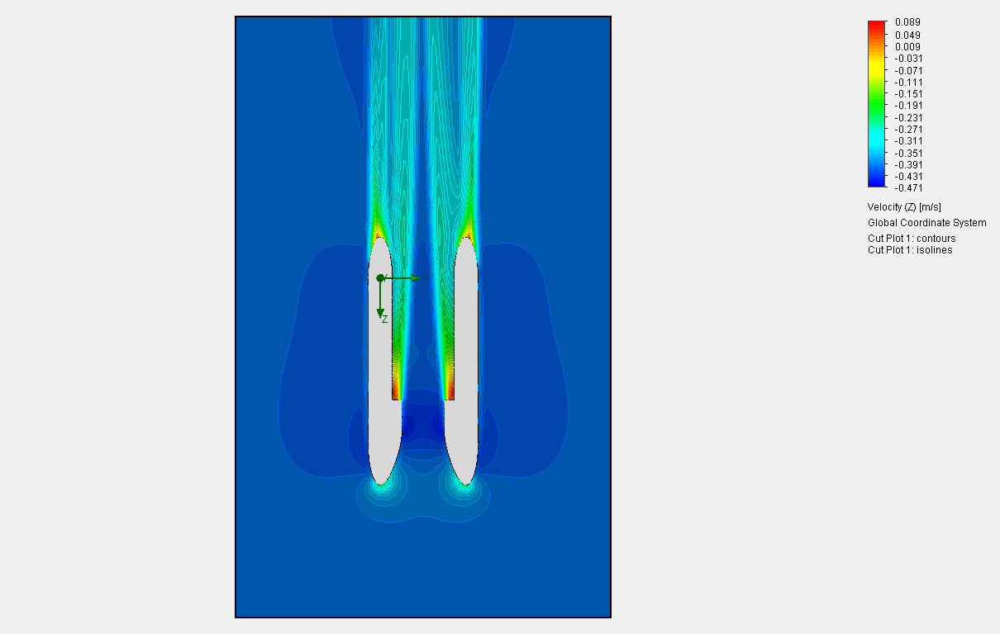 0.089
0.049
0.009
-0.031
-0.071
-0.111
-0.151
-0.191
-0.231
-0.271
-0.311
-0.351
-0.391
-0.431
-0.471
Velocity (Z) [m/s]
Global Coordinate System
Cut Plot 1: contours
Cut Plot 1: isolines
Y
X
Z